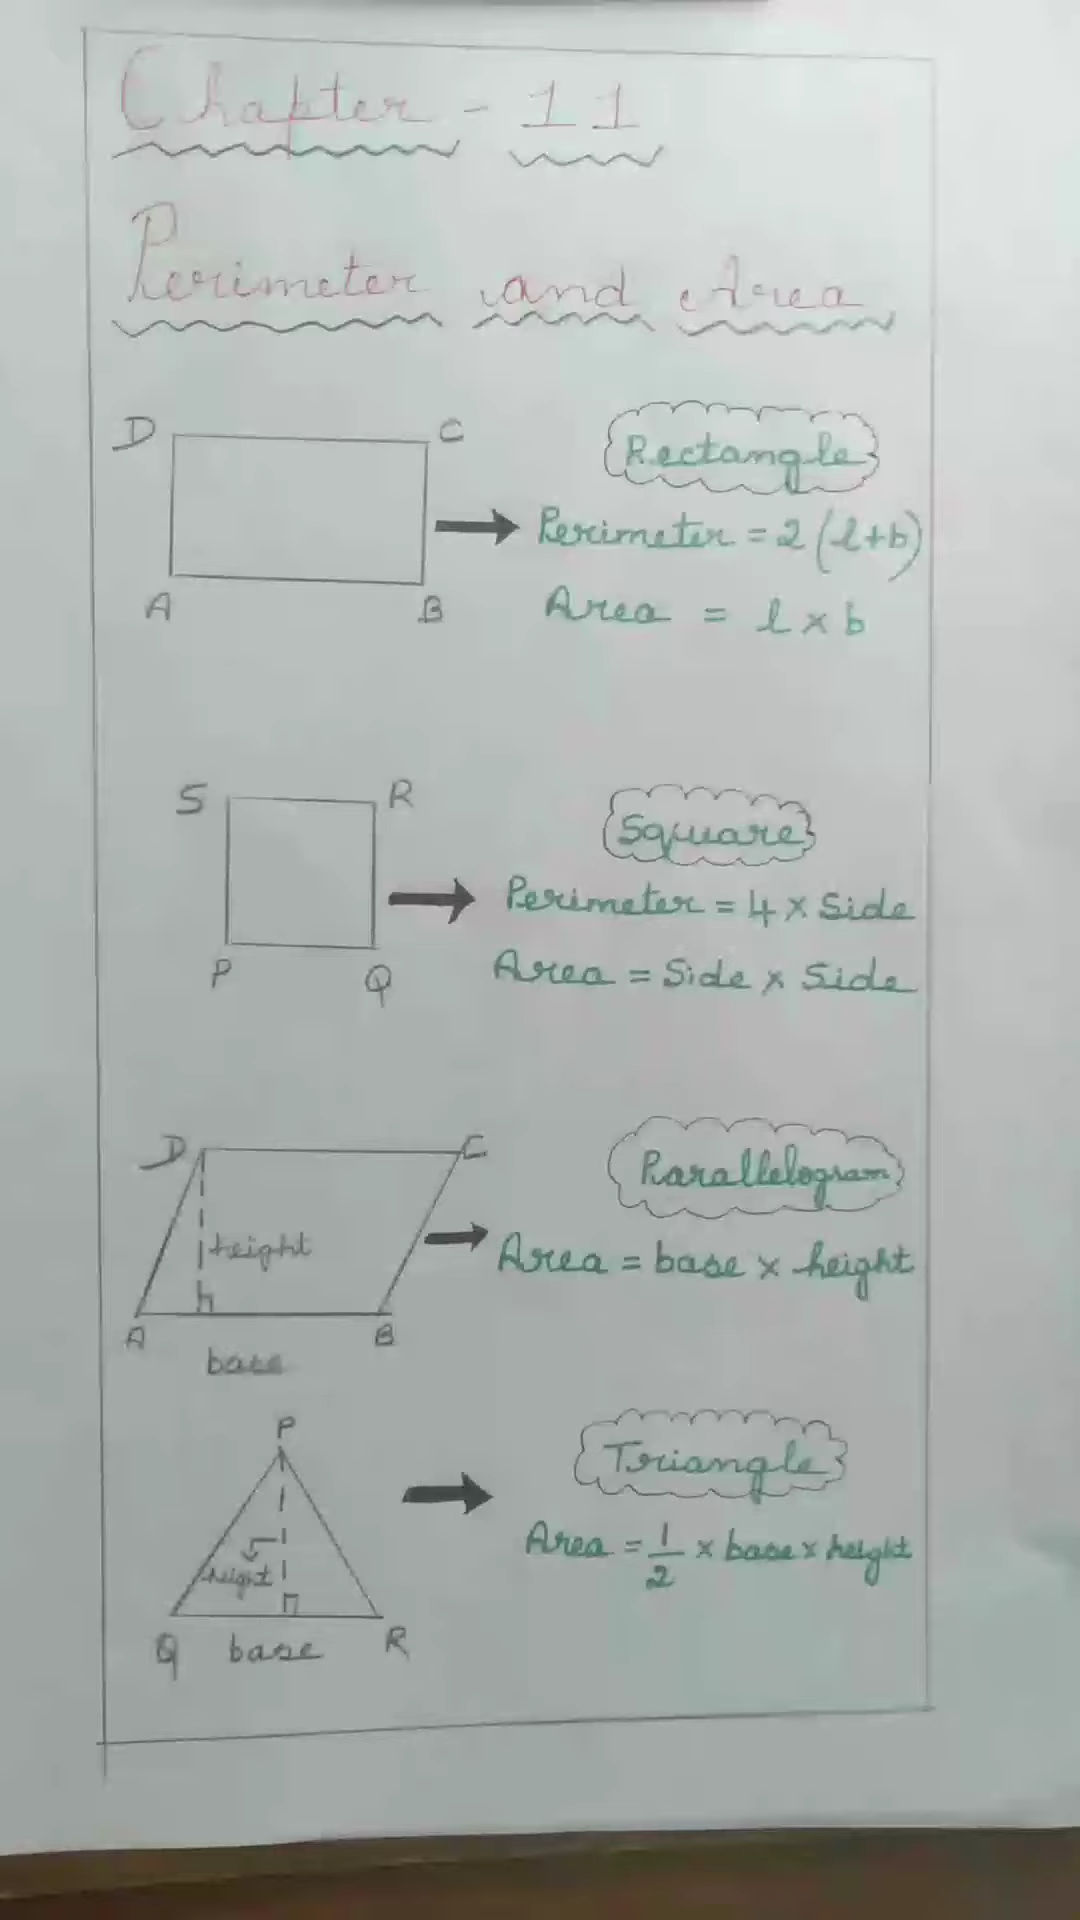 Chapter - 11
Perimeter and Area
D C
Rectangle
Perimeter = 2 (l+b)
A B
Area = l × b
S R
Square
Perimeter = 4 × Side
P Q
Area = Side × Side
D C
Parallelogram
height
Area = base × height
A B
base
P
Triangle
Area = 1/2 × base × height
height
Q base R